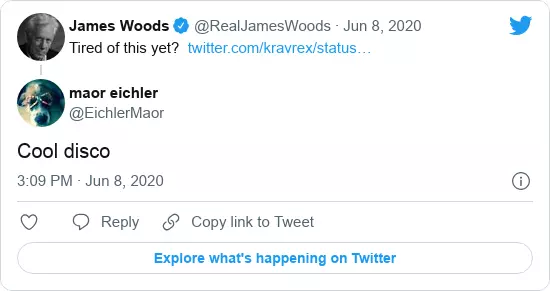 James Woods @RealJamesWoods · Jun 8, 2020
Tired of this yet? twitter.com/kravrex/status…
maor eichler
@EichlerMaor
Cool disco
3:09 PM · Jun 8, 2020
Reply Copy link to Tweet
Explore what's happening on Twitter